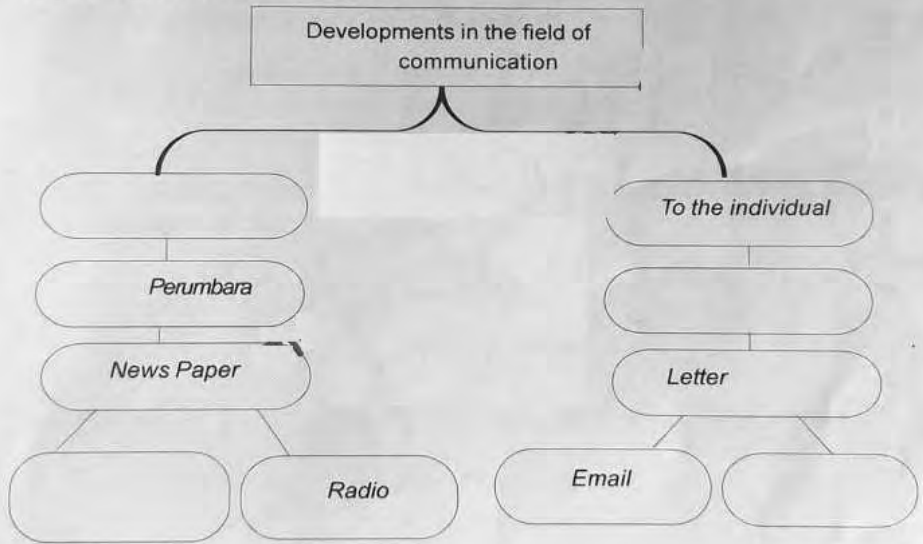 Developments in the field of
communication
To the individual
Perumbara
News Paper
Letter
Radio
Email